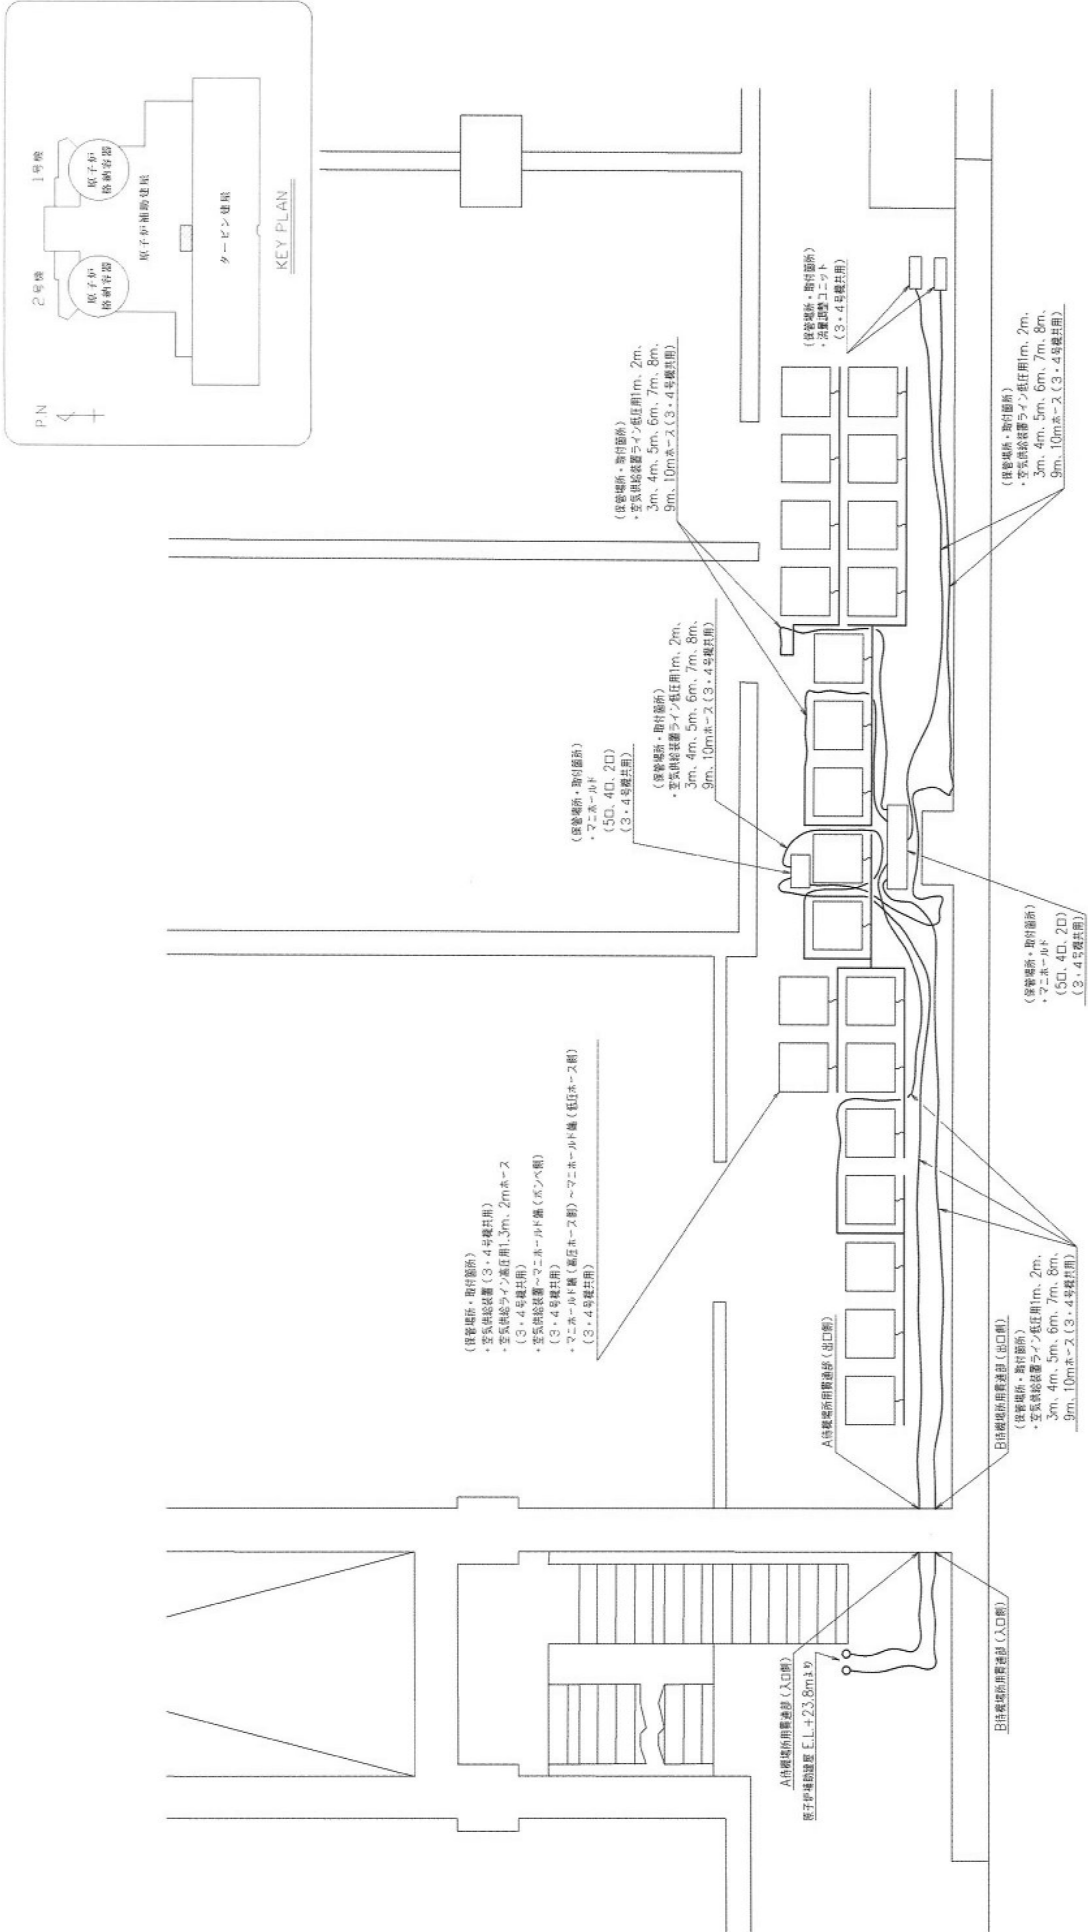 P.N
2号機
1号機
原子炉
格納容器
原子炉
格納容器
原子炉補助建屋
タービン建屋
KEY PLAN
(保管場所・取付箇所)
・空気供給装置(3・4号機共用)
・空気供給ライン高圧用1.3m、2mホース
(3・4号機共用)
・空気供給装置~マニホールド端(ボンベ側)
(3・4号機共用)
・マニホールド端(高圧ホース側)~マニホールド端(低圧ホース側)
(3・4号機共用)
(保管場所・取付箇所)
・マニホールド
(5口、4口、2口)
(3・4号機共用)
(保管場所・取付箇所)
・空気供給装置ライン低圧用1m、2m、
3m、4m、5m、6m、7m、8m、
9m、10mホース(3・4号機共用)
(保管場所・取付箇所)
・空気供給装置ライン低圧用1m、2m、
3m、4m、5m、6m、7m、8m、
9m、10mホース(3・4号機共用)
(保管場所・取付箇所)
・流量調整ユニット
(3・4号機共用)
A待機場所用貫通部(入口側)
原子炉補助建屋 E.L.+23.8mより
A待機場所用貫通部(出口側)
B待機場所用貫通部(入口側)
B待機場所用貫通部(出口側)
(保管場所・取付箇所)
・空気供給装置ライン低圧用1m、2m、
3m、4m、5m、6m、7m、8m、
9m、10mホース(3・4号機共用)
(保管場所・取付箇所)
・マニホールド
(5口、4口、2口)
(3・4号機共用)
(保管場所・取付箇所)
・空気供給装置ライン低圧用1m、2m、
3m、4m、5m、6m、7m、8m、
9m、10mホース(3・4号機共用)